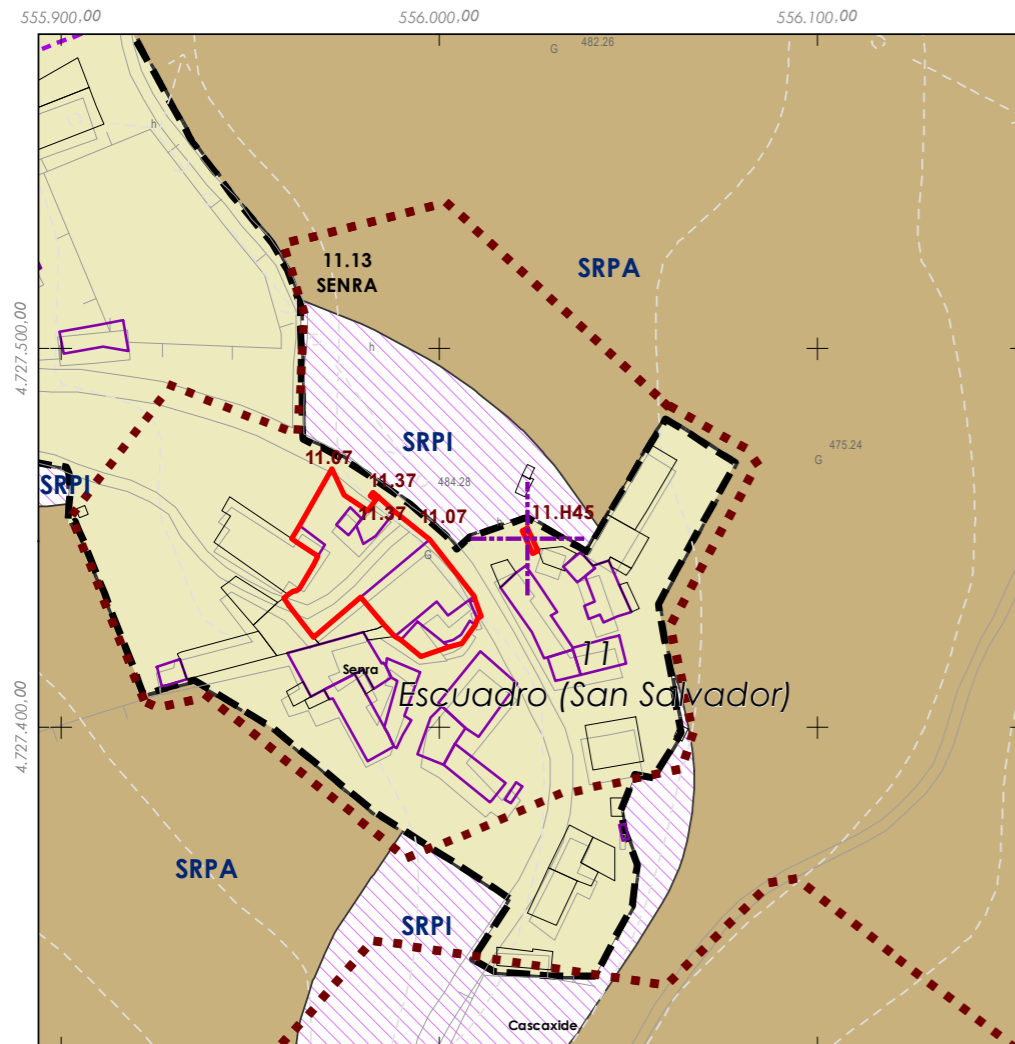 555.900,00 556.000,00 556.100,00
482.26
G
h
11.13
SENRA
SRPA
4.727.500,00
h
SRPI
475.24
G
11.07
11.37
484.28
SRPI
11.37 11.07
h
11.H45
G
11
Senra
Escuadro (San Salvador)
4.727.400,00
SRPA
SRPI
Cascaxide